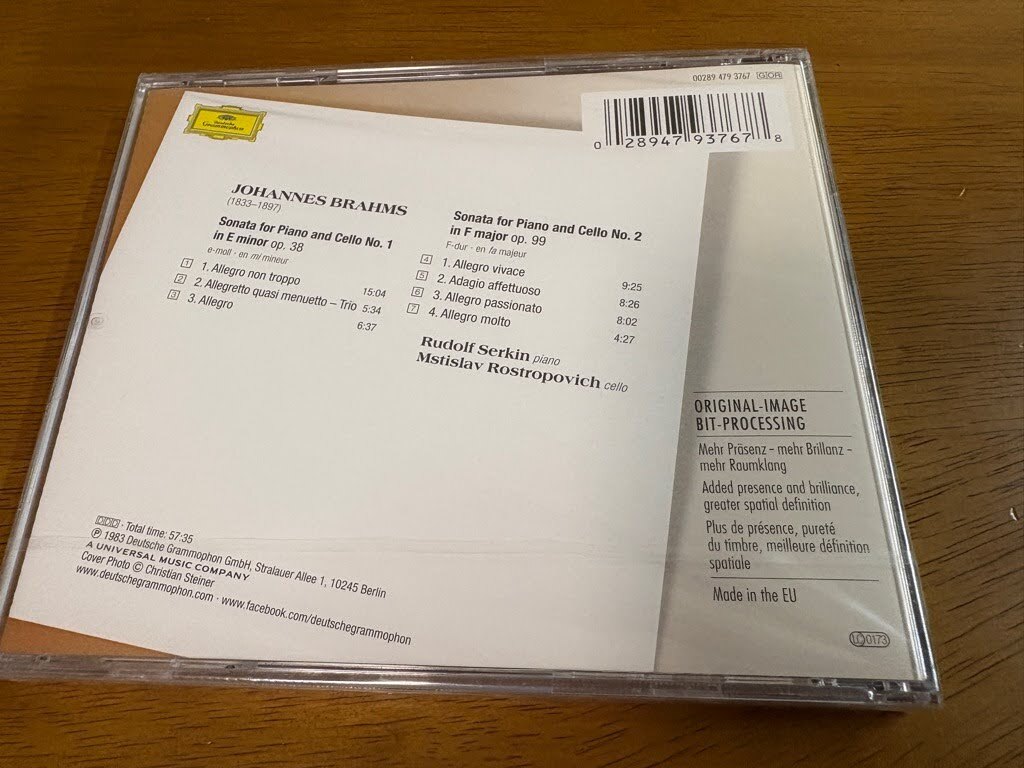 00289 479 3767 GOR
0 28947 93767 8
Deutsche
Grammophon
JOHANNES BRAHMS
(1833–1897)
Sonata for Piano and Cello No. 1
in E minor op. 38
e-moll · en mi mineur
1 1. Allegro non troppo 15:04
2 2. Allegretto quasi menuetto – Trio 5:34
3 3. Allegro 6:37
Sonata for Piano and Cello No. 2
in F major op. 99
F-dur · en fa majeur
4 1. Allegro vivace 9:25
5 2. Adagio affettuoso 8:26
6 3. Allegro passionato 8:02
7 4. Allegro molto 4:27
Rudolf Serkin piano
Mstislav Rostropovich cello
DDD · Total time: 57:35
℗ 1983 Deutsche Grammophon GmbH, Stralauer Allee 1, 10245 Berlin
A UNIVERSAL MUSIC COMPANY
Cover Photo © Christian Steiner
www.deutschegrammophon.com · www.facebook.com/deutschegrammophon
ORIGINAL-IMAGE
BIT-PROCESSING
Mehr Präsenz – mehr Brillanz –
mehr Raumklang
Added presence and brilliance,
greater spatial definition
Plus de présence, pureté
du timbre, meilleure définition
spatiale
Made in the EU
LC 0173